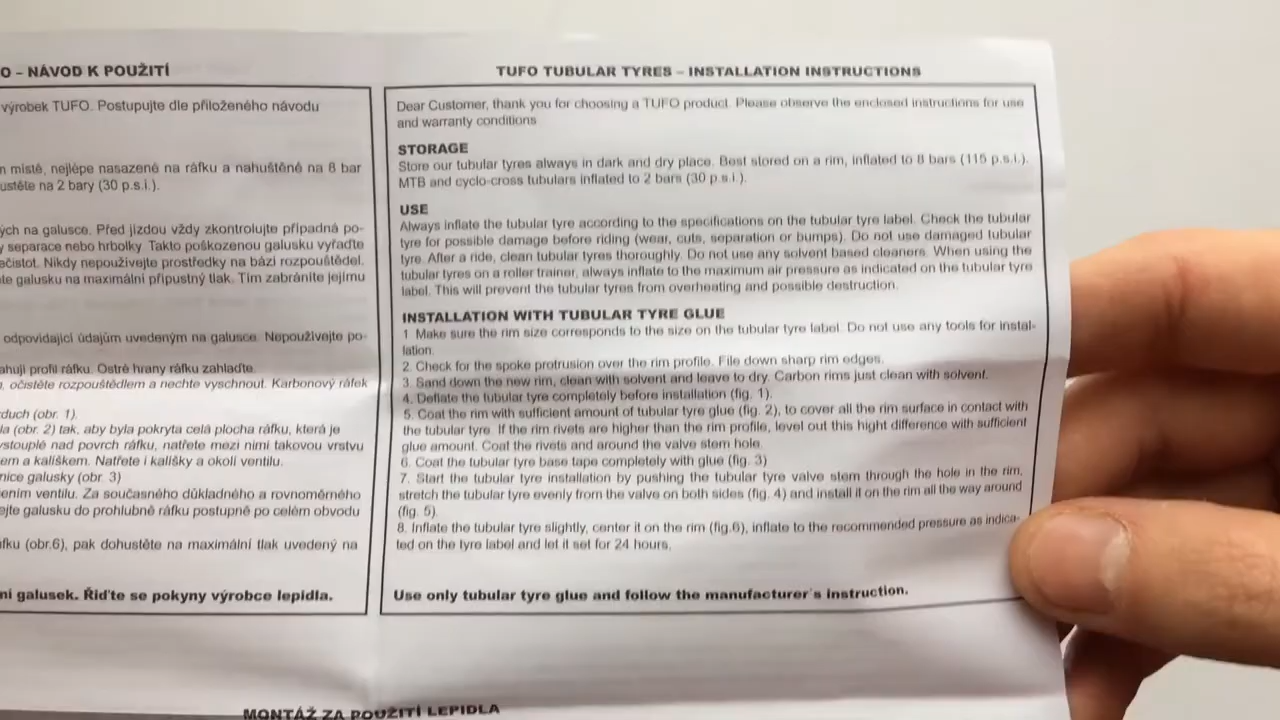 O – NÁVOD K POUŽITÍ
výrobek TUFO. Postupujte dle přiloženého návodu
místě, nejlépe nasazené na ráfku a nahuštěné na 8 bar
na 2 bary (30 p.s.i.).
na galusce. Před jízdou vždy zkontrolujte případná po-
separace nebo hrbolky. Takto poškozenou galusku vyřaďte
Nikdy nepoužívejte prostředky na bázi rozpouštědel.
galusku na maximální přípustný tlak. Tím zabráníte jejímu
odpovídající údajům uvedeným na galusce. Nepoužívejte po-
profil ráfku. Ostré hrany ráfku zahlaďte.
očistěte rozpouštědlem a nechte vyschnout. Karbonový ráfek
(obr. 1).
(obr. 2) tak, aby byla pokryta celá plocha ráfku, která je
nad povrch ráfku, natřete mezi nimi takovou vrstvu
a kalíškem. Natřete i kalíšky a okolí ventilu.
galusky (obr. 3)
ventilu. Za současného důkladného a rovnoměrného
galusku do prohlubně ráfku postupně po celém obvodu
(obr.6), pak dohustěte na maximální tlak uvedený na
galusek. Řiďte se pokyny výrobce lepidla.
TUFO TUBULAR TYRES – INSTALLATION INSTRUCTIONS
Dear Customer, thank you for choosing a TUFO product. Please observe the enclosed instructions for use
and warranty conditions
STORAGE
Store our tubular tyres always in dark and dry place. Best stored on a rim, inflated to 8 bars (115 p.s.i.).
MTB and cyclo-cross tubulars inflated to 2 bars (30 p.s.i.).
USE
Always inflate the tubular tyre according to the specifications on the tubular tyre label. Check the tubular
tyre for possible damage before riding (wear, cuts, separation or bumps). Do not use damaged tubular
tyre. After a ride, clean tubular tyres thoroughly. Do not use any solvent based cleaners. When using the
tubular tyres on a roller trainer, always inflate to the maximum air pressure as indicated on the tubular tyre
label. This will prevent the tubular tyres from overheating and possible destruction.
INSTALLATION WITH TUBULAR TYRE GLUE
1 Make sure the rim size corresponds to the size on the tubular tyre label. Do not use any tools for instal-
lation.
2. Check for the spoke protrusion over the rim profile. File down sharp rim edges.
3. Sand down the new rim, clean with solvent and leave to dry. Carbon rims just clean with solvent.
4. Deflate the tubular tyre completely before installation (fig. 1).
5. Coat the rim with sufficient amount of tubular tyre glue (fig. 2), to cover all the rim surface in contact with
the tubular tyre. If the rim rivets are higher than the rim profile, level out this hight difference with sufficient
glue amount. Coat the rivets and around the valve stem hole.
6. Coat the tubular tyre base tape completely with glue (fig. 3)
7. Start the tubular tyre installation by pushing the tubular tyre valve stem through the hole in the rim,
stretch the tubular tyre evenly from the valve on both sides (fig. 4) and install it on the rim all the way around
(fig. 5).
8. Inflate the tubular tyre slightly, center it on the rim (fig.6), inflate to the recommended pressure as indica-
ted on the tyre label and let it set for 24 hours.
Use only tubular tyre glue and follow the manufacturer´s instruction.
MONTÁŽ ZA POUŽITÍ LEPIDLA